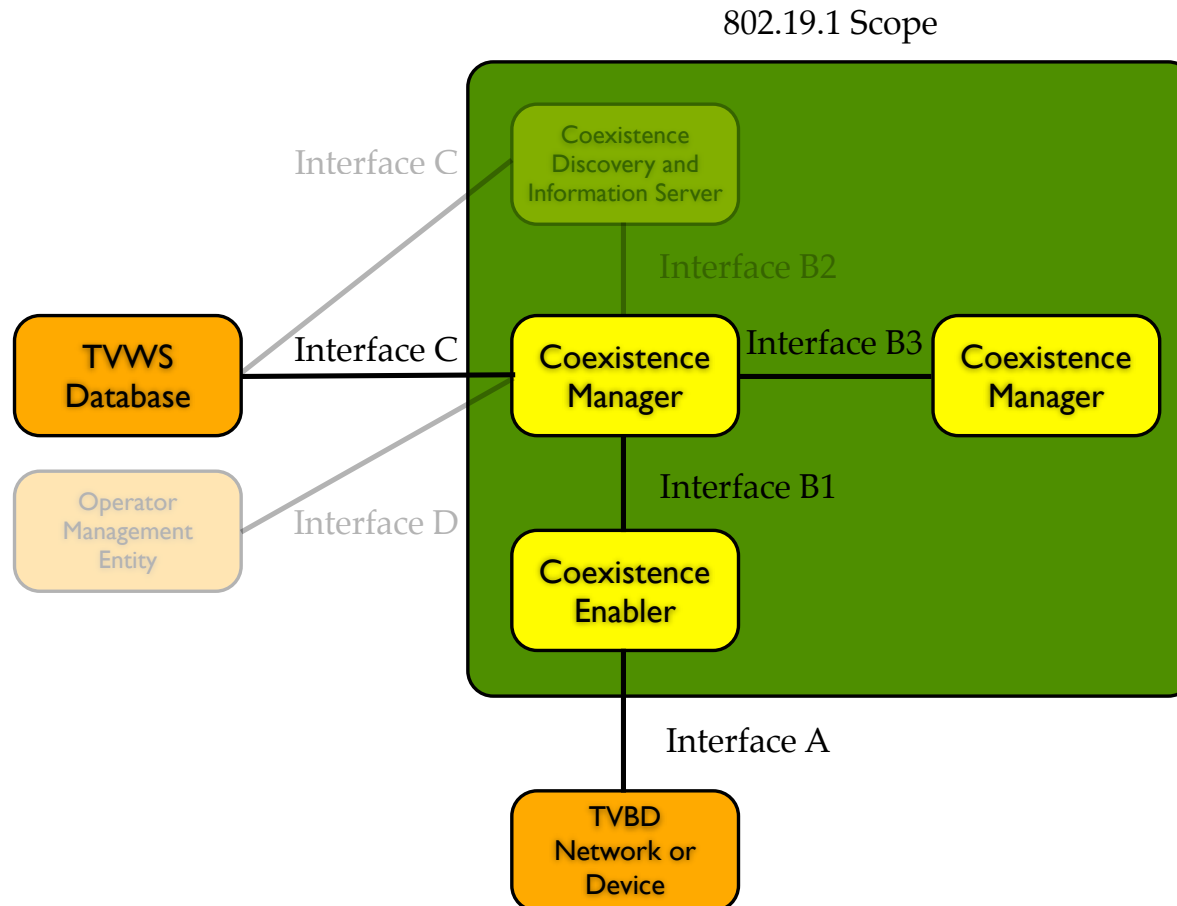 802.19.1 Scope
Coexistence
Discovery and
Information Server
Interface C
Interface B2
TVWS
Database
Interface C
Coexistence
Manager
Interface B3
Coexistence
Manager
Interface B1
Operator
Management
Entity
Interface D
Coexistence
Enabler
Interface A
TVBD
Network or
Device